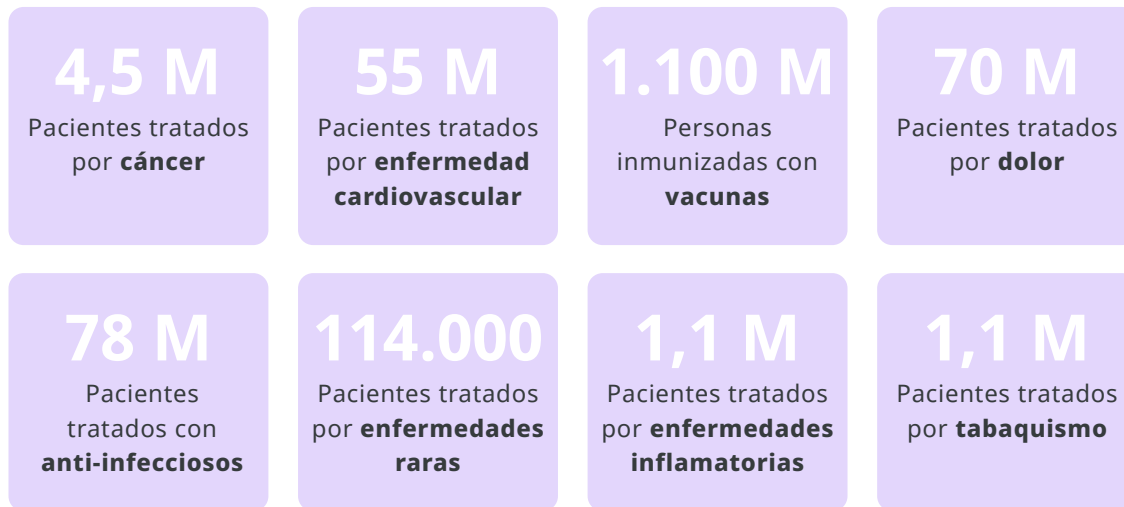 4,5 M
Pacientes tratados
por cáncer
55 M
Pacientes tratados
por enfermedad
cardiovascular
1.100 M
Personas
inmunizadas con
vacunas
70 M
Pacientes tratados
por dolor
78 M
Pacientes
tratados con
anti-infecciosos
114.000
Pacientes tratados
por enfermedades
raras
1,1 M
Pacientes tratados
por enfermedades
inflamatorias
1,1 M
Pacientes tratados
por tabaquismo